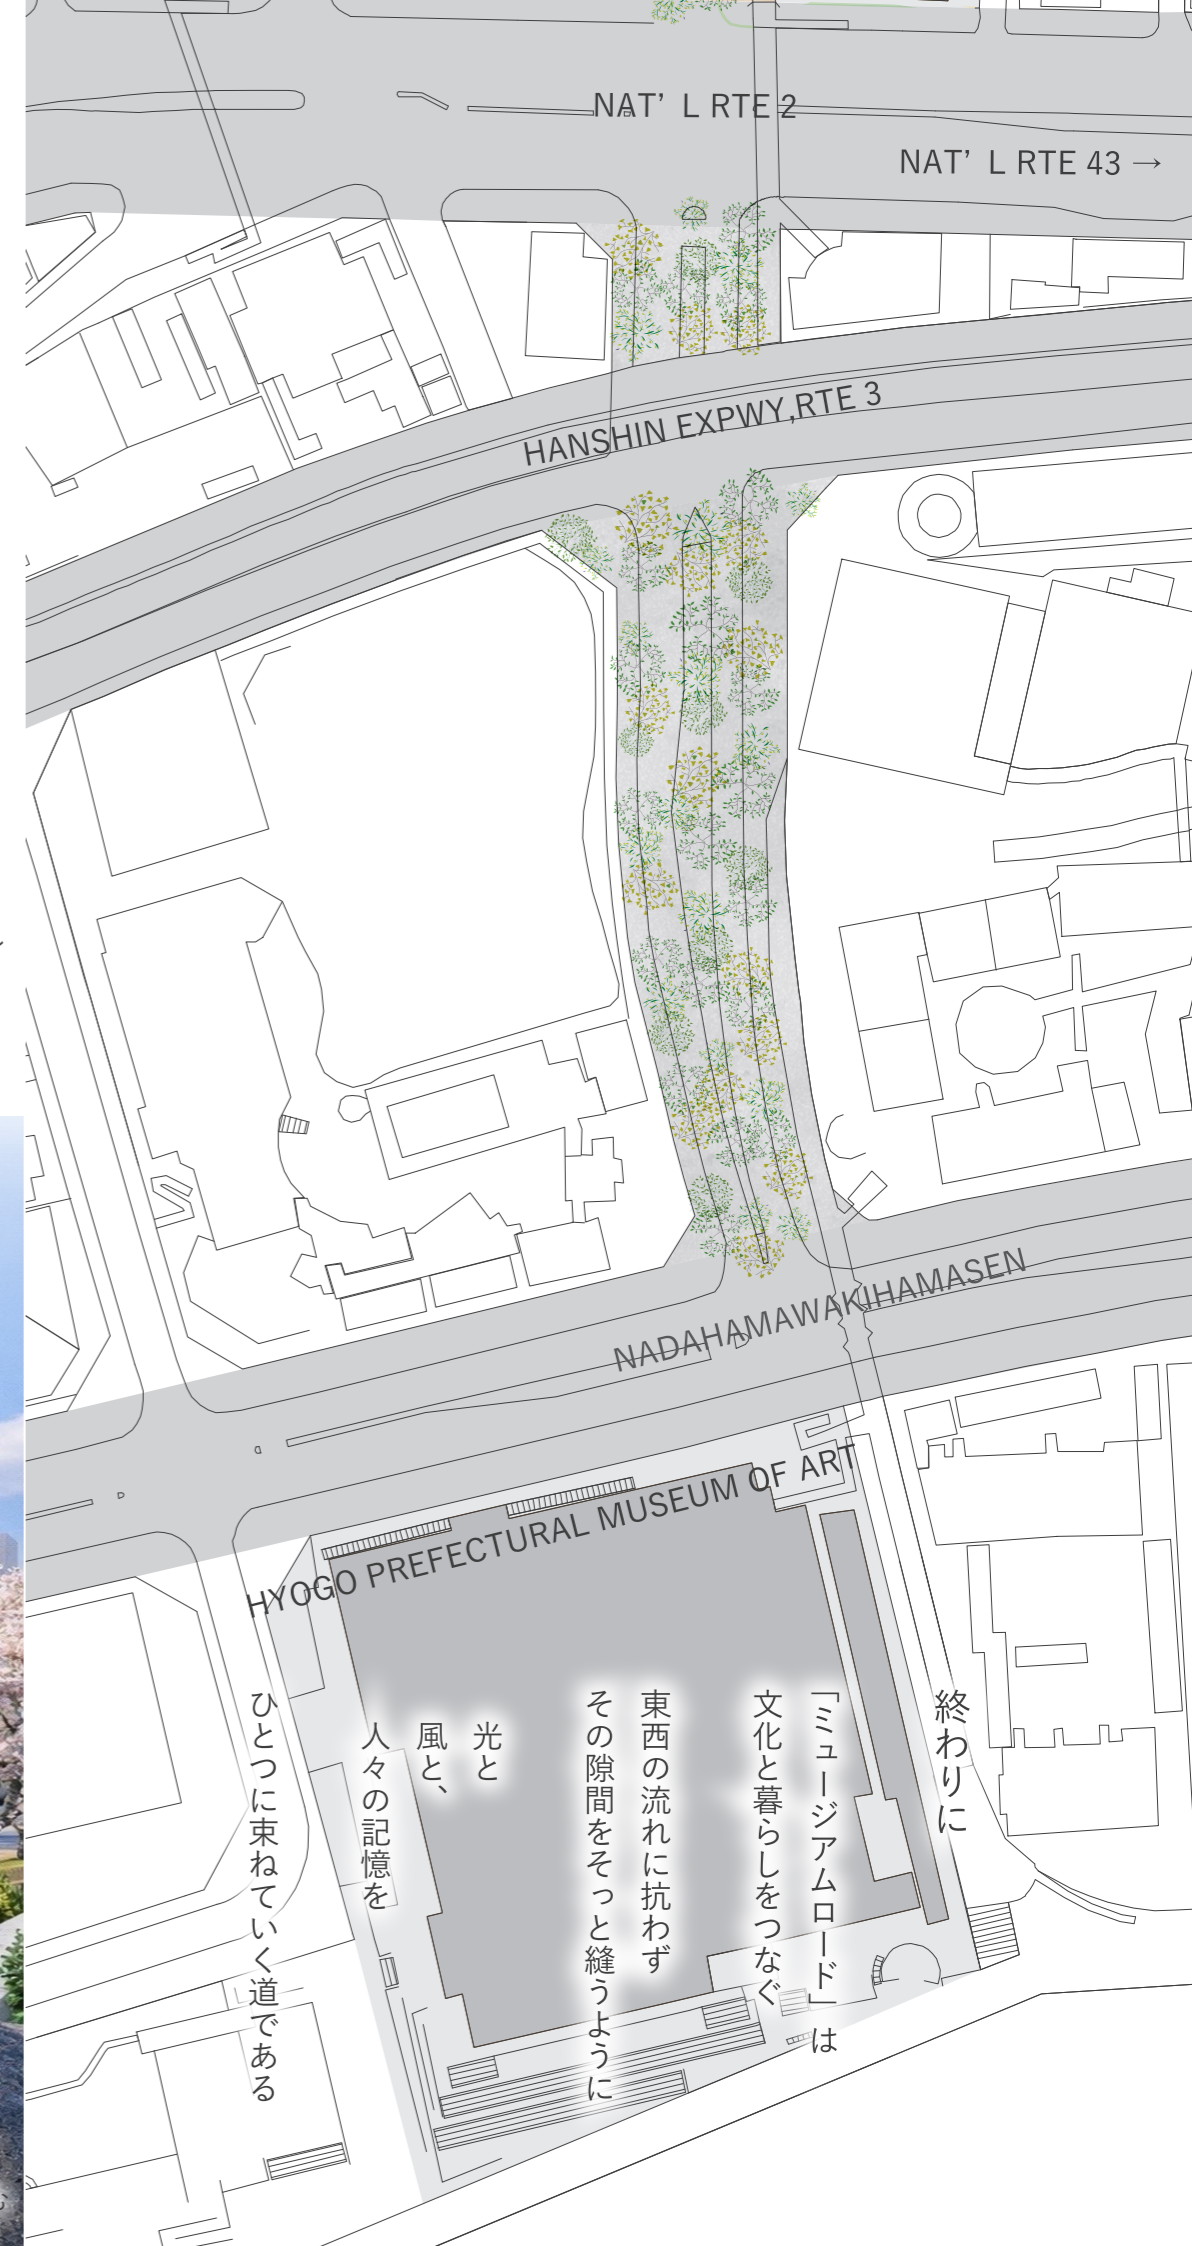 NAT’ L RTE 2
NAT’ L RTE 43 →
HANSHIN EXPWY,RTE 3
NADAHAMAWAKIHAMASEN
HYOGO PREFECTURAL MUSEUM OF ART
終わりに
「ミュージアムロード」は
文化と暮らしをつなぐ
東西の流れに抗わず
その隙間をそっと縫うように
光と
風と、
人々の記憶を
ひとつに束ねていく道である